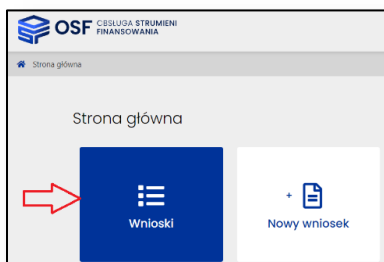 OSF OBSŁUGA STRUMIENI
FINANSOWANIA
Strona główna
Strona główna
Wnioski
+
Nowy wniosek